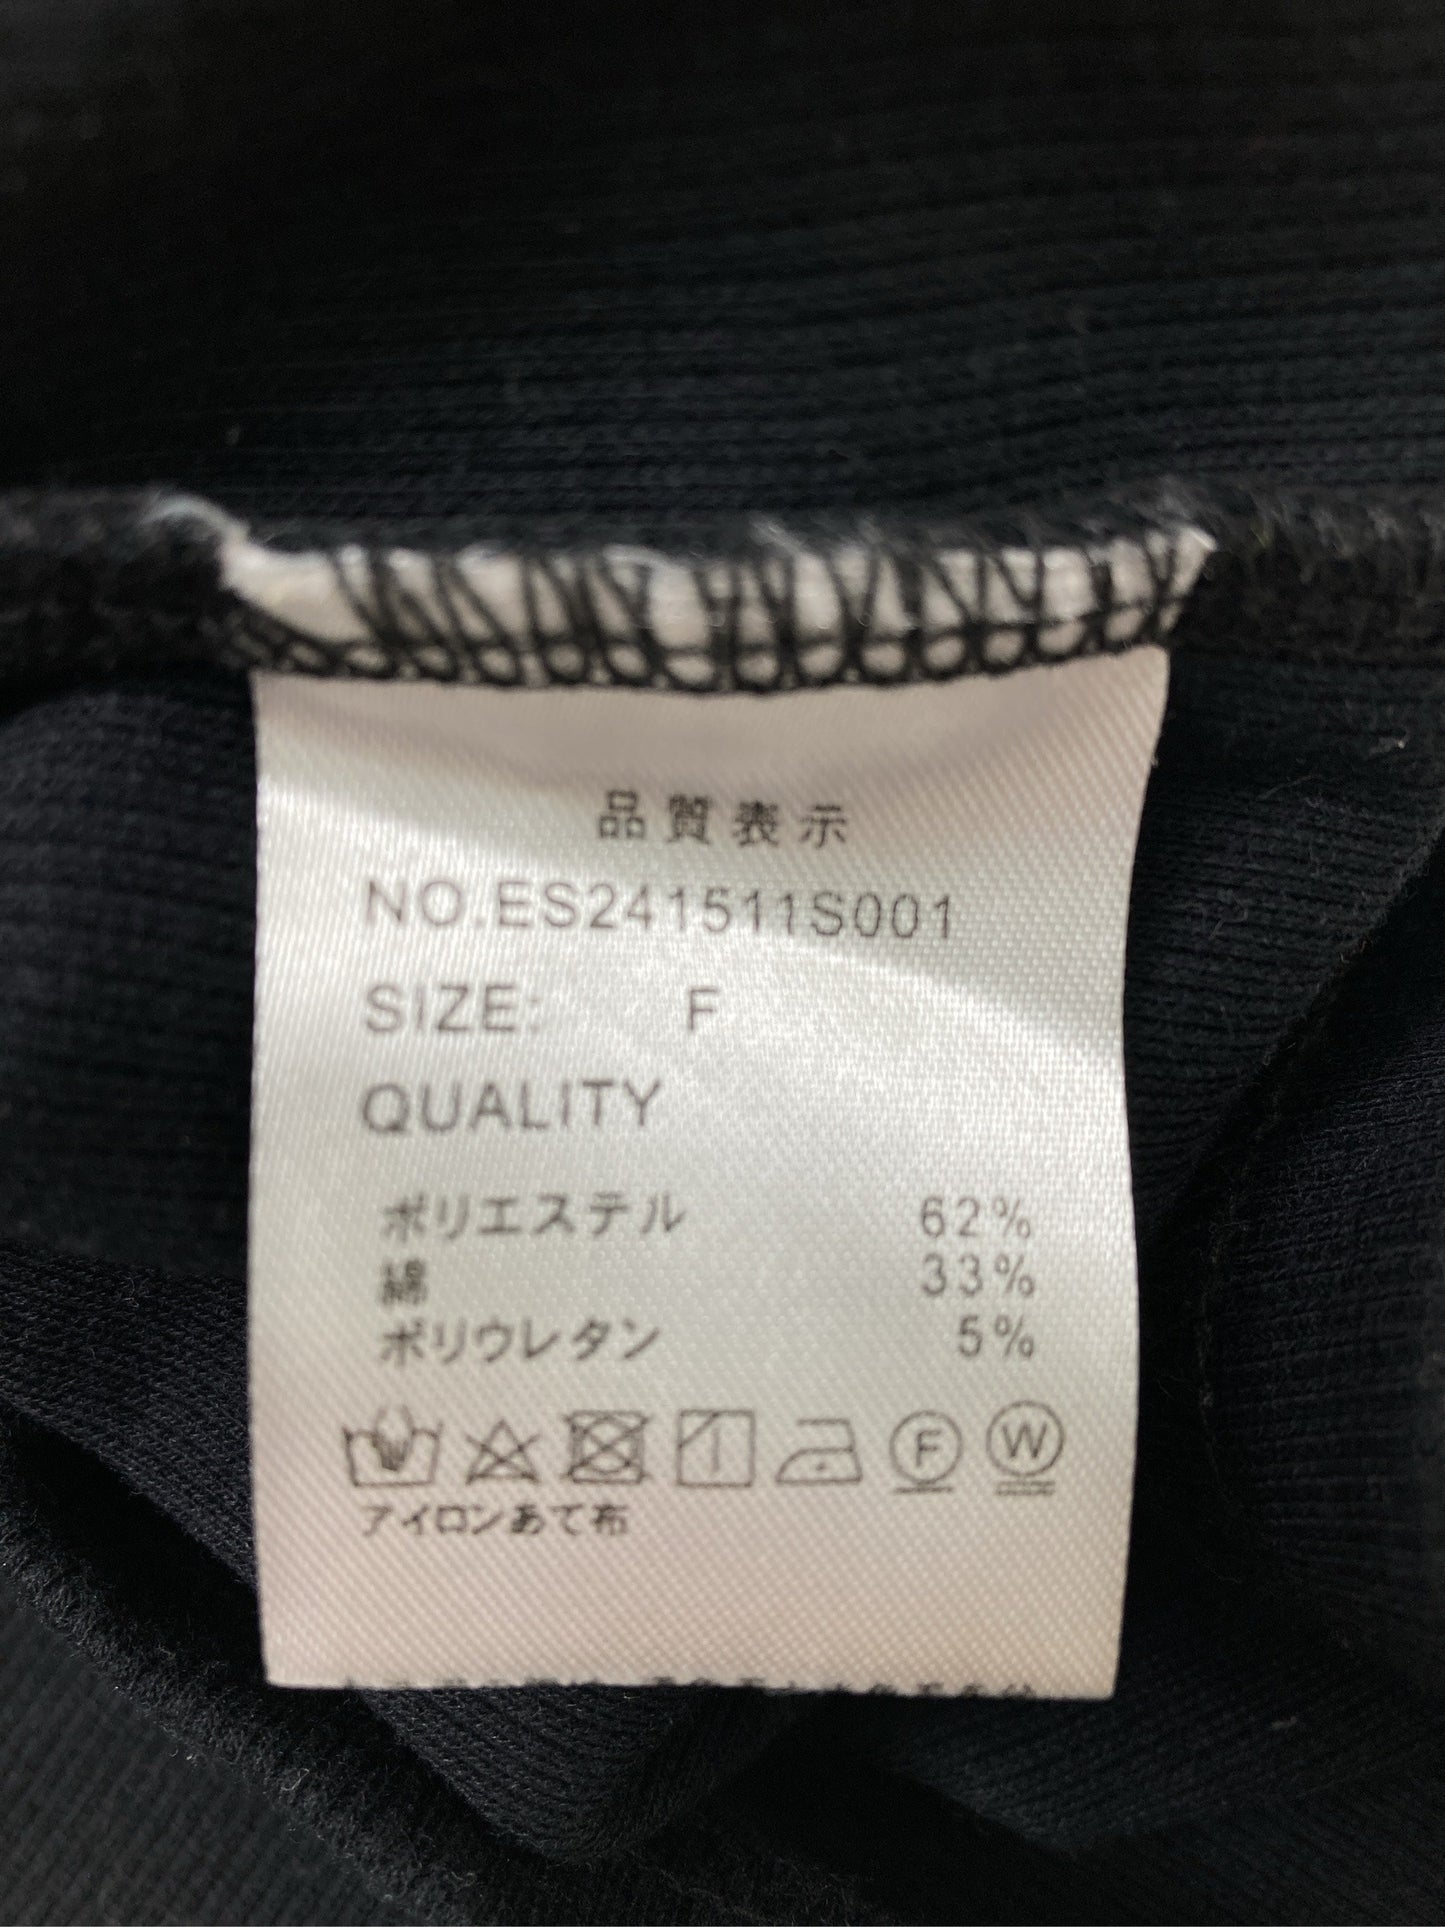 品質表示
NO.ES241511S001
SIZE: F
QUALITY
ポリエステル 62%
綿 33%
ポリウレタン 5%
F W
アイロンあて布